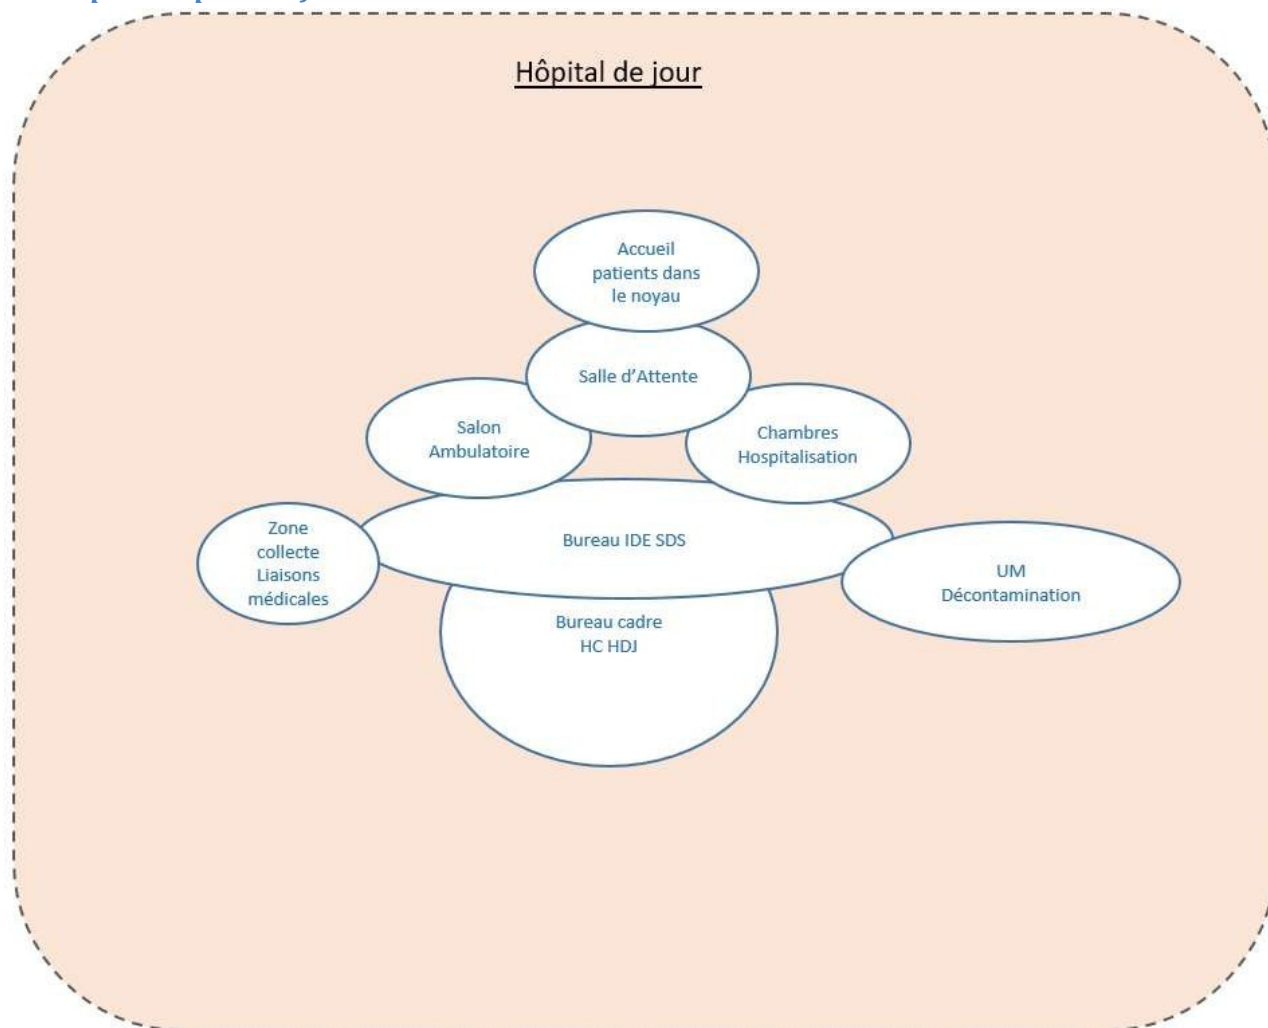 Hôpital de jour
Accueil
patients dans
le noyau
Salle d'Attente
Salon
Ambulatoire
Chambres
Hospitalisation
Zone
collecte
Liaisons
médicales
Bureau IDE SDS
UM
Décontamination
Bureau cadre
HC HDJ